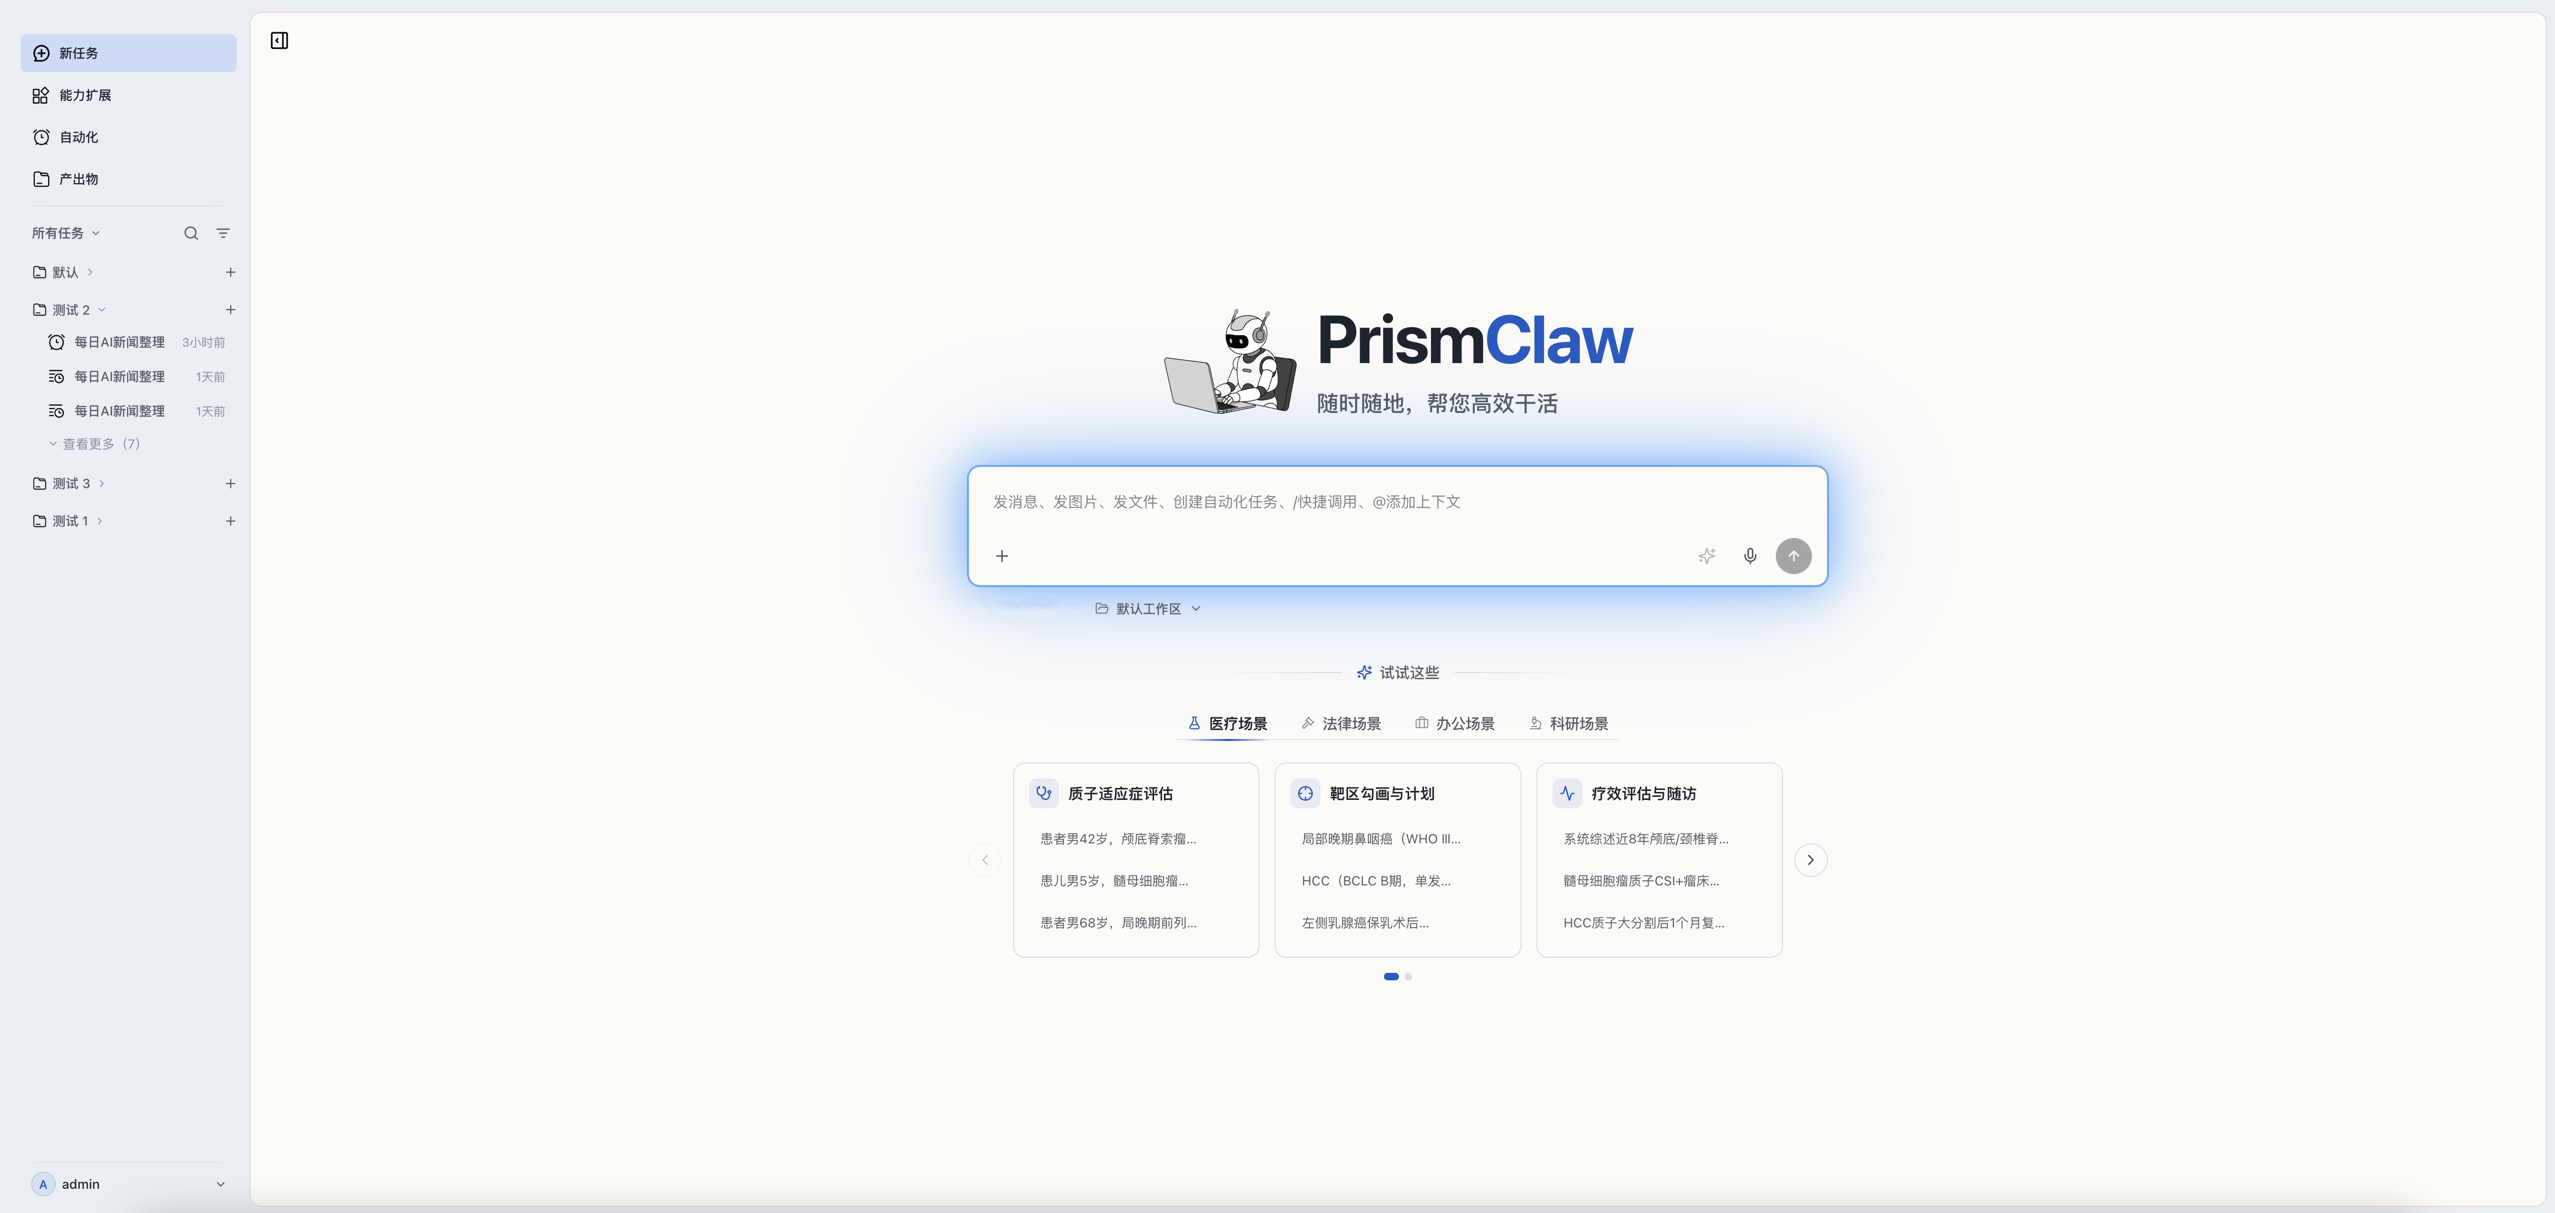 新任务
能力扩展
自动化
产出物
所有任务
默认
测试 2
每日AI新闻整理 3小时前
每日AI新闻整理 1天前
每日AI新闻整理 1天前
查看更多 (7)
测试 3
测试 1
A admin
PrismClaw
随时随地，帮您高效干活
发消息、发图片、发文件、创建自动化任务、/快捷调用、@添加上下文
默认工作区
试试这些
医疗场景 法律场景 办公场景 科研场景
质子适应症评估
患者男42岁，颅底脊索瘤...
患儿男5岁，髓母细胞瘤...
患者男68岁，局晚期前列...
靶区勾画与计划
局部晚期鼻咽癌（WHO III...
HCC（BCLC B期，单发...
左侧乳腺癌保乳术后...
疗效评估与随访
系统综述近8年颅底/颈椎脊...
髓母细胞瘤质子CSI+瘤床...
HCC质子大分割后1个月复...